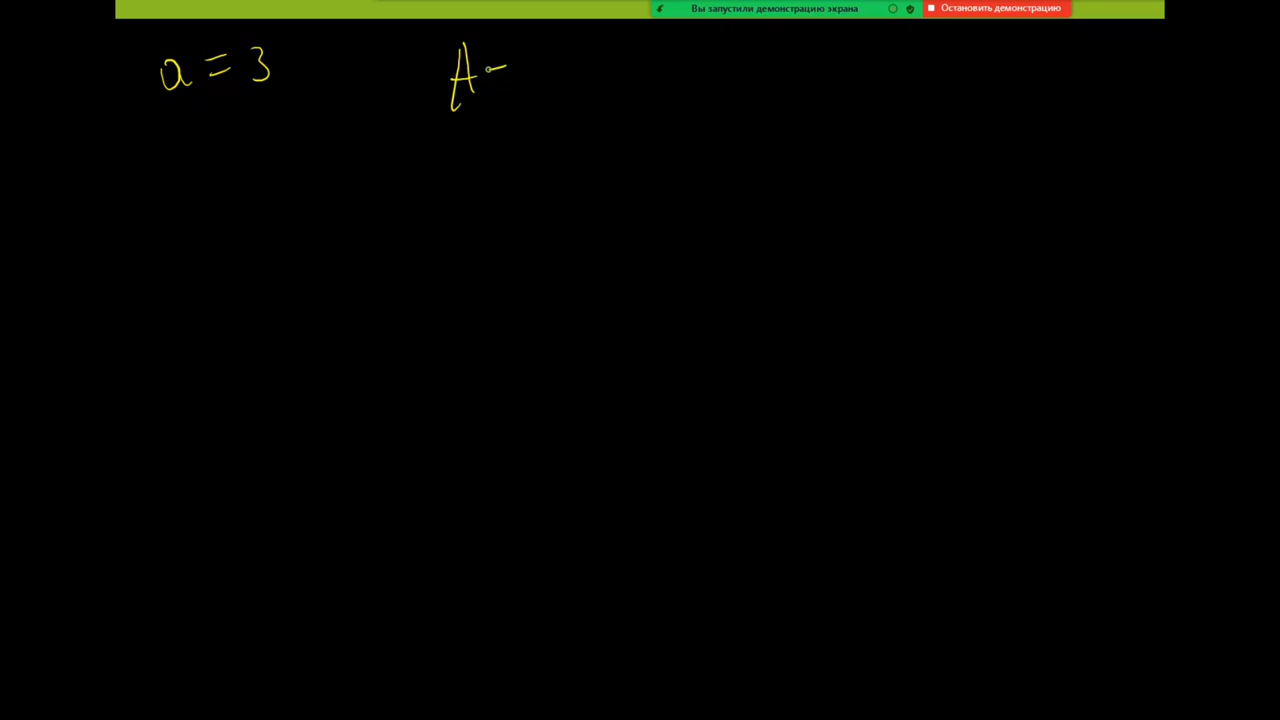 Вы запустили демонстрацию экрана Остановить демонстрацию
a = 3 A -